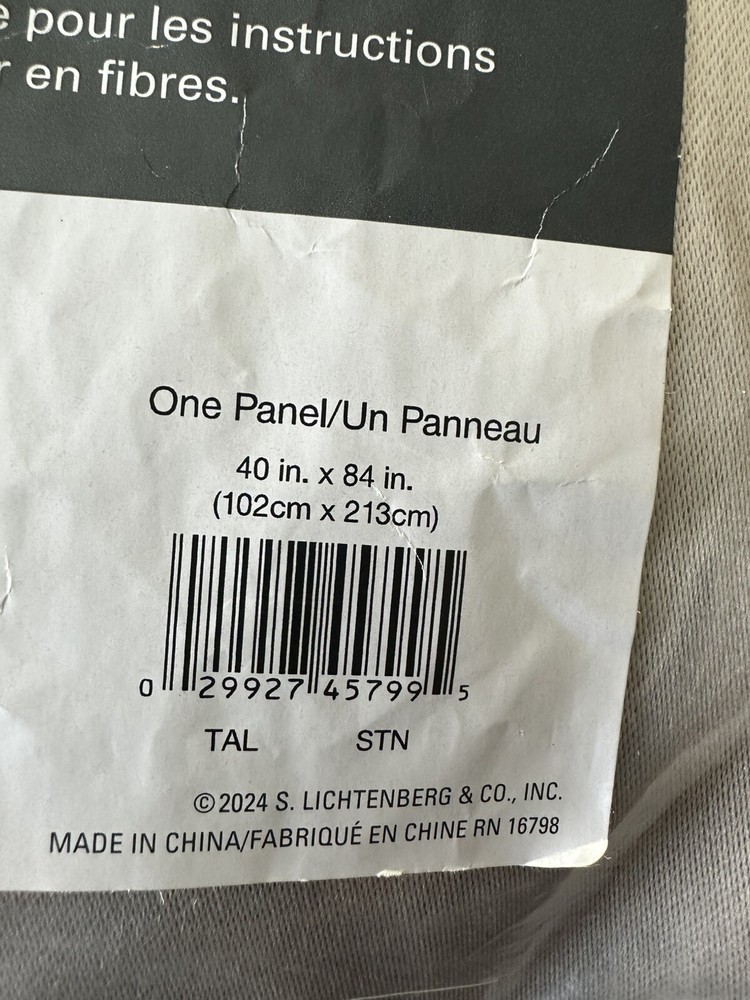 pour les instructions
en fibres.
One Panel/Un Panneau
40 in. x 84 in.
(102cm x 213cm)
0 29927 45799 5
TAL STN
©2024 S. LICHTENBERG & CO., INC.
MADE IN CHINA/FABRIQUÉ EN CHINE RN 16798